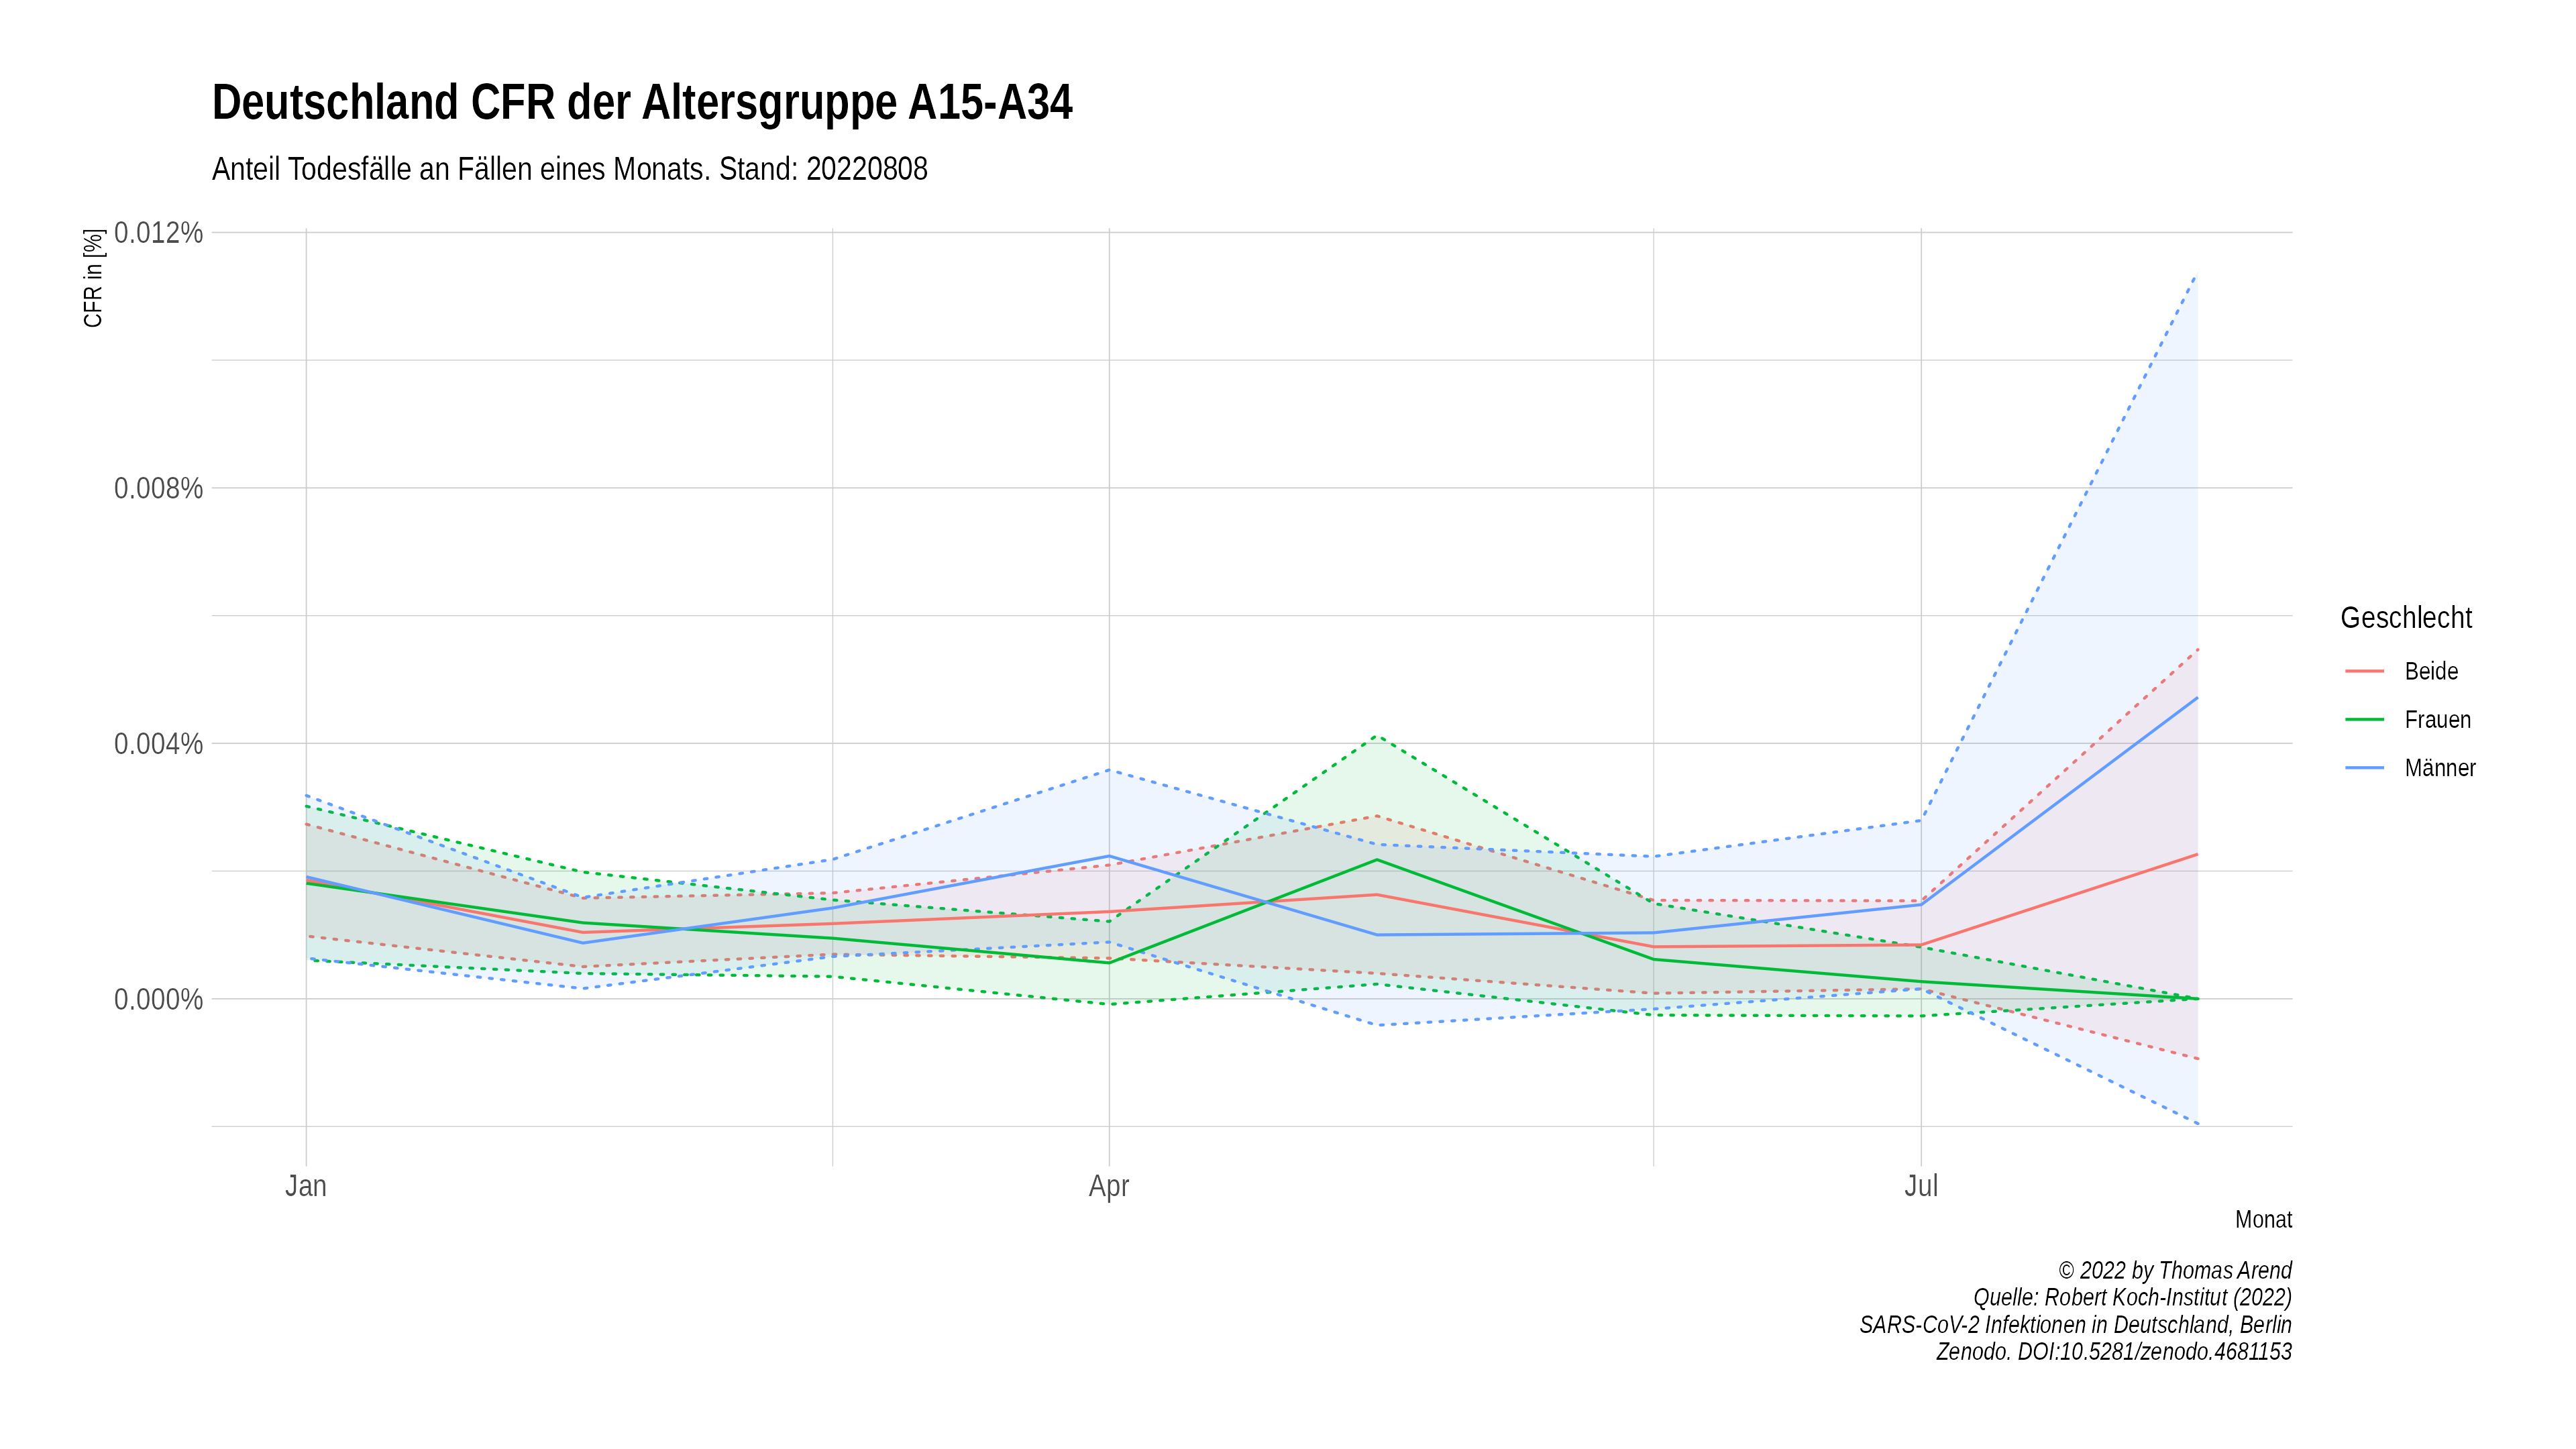 Deutschland CFR der Altersgruppe A15-A34
Anteil Todesfälle an Fällen eines Monats. Stand: 20220808
CFR in [%]
0.012%
0.008%
0.004%
0.000%
Jan
Apr
Jul
Monat
Geschlecht
Beide
Frauen
Männer
© 2022 by Thomas Arend
Quelle: Robert Koch-Institut (2022)
SARS-CoV-2 Infektionen in Deutschland, Berlin
Zenodo. DOI:10.5281/zenodo.4681153